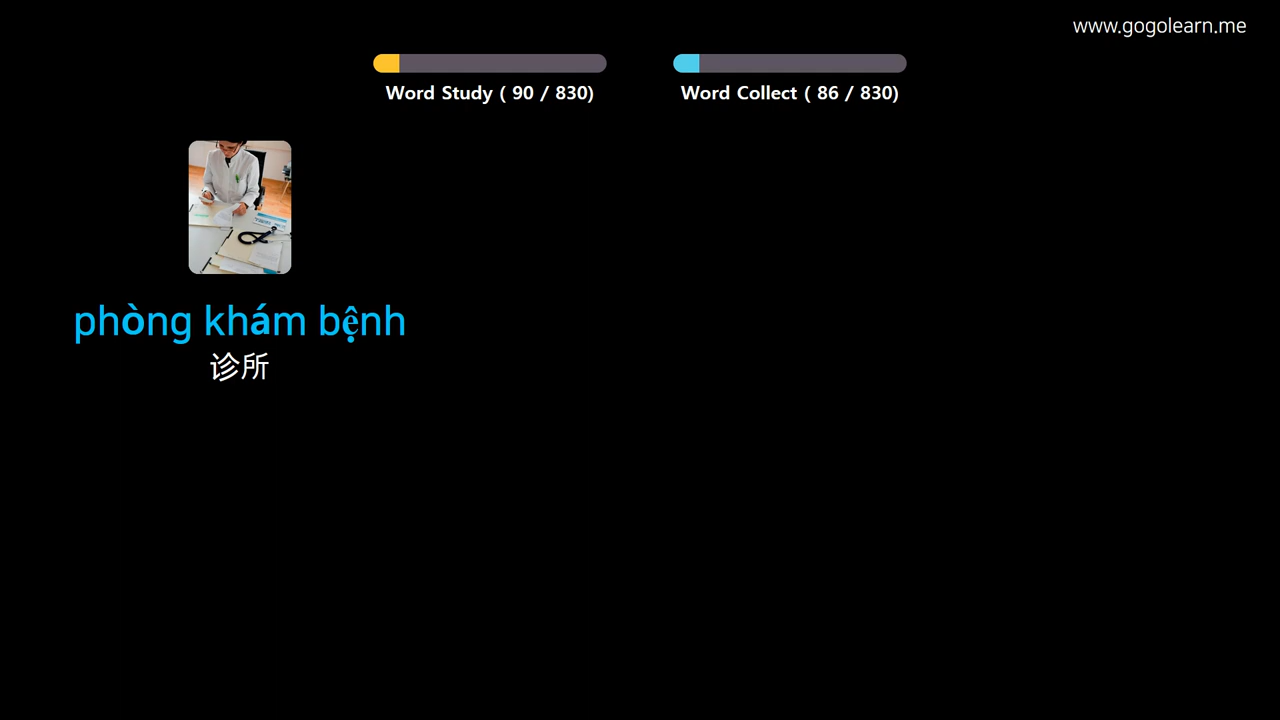 www.gogolearn.me
Word Study ( 90 / 830)
Word Collect ( 86 / 830)
phòng khám bệnh
诊所